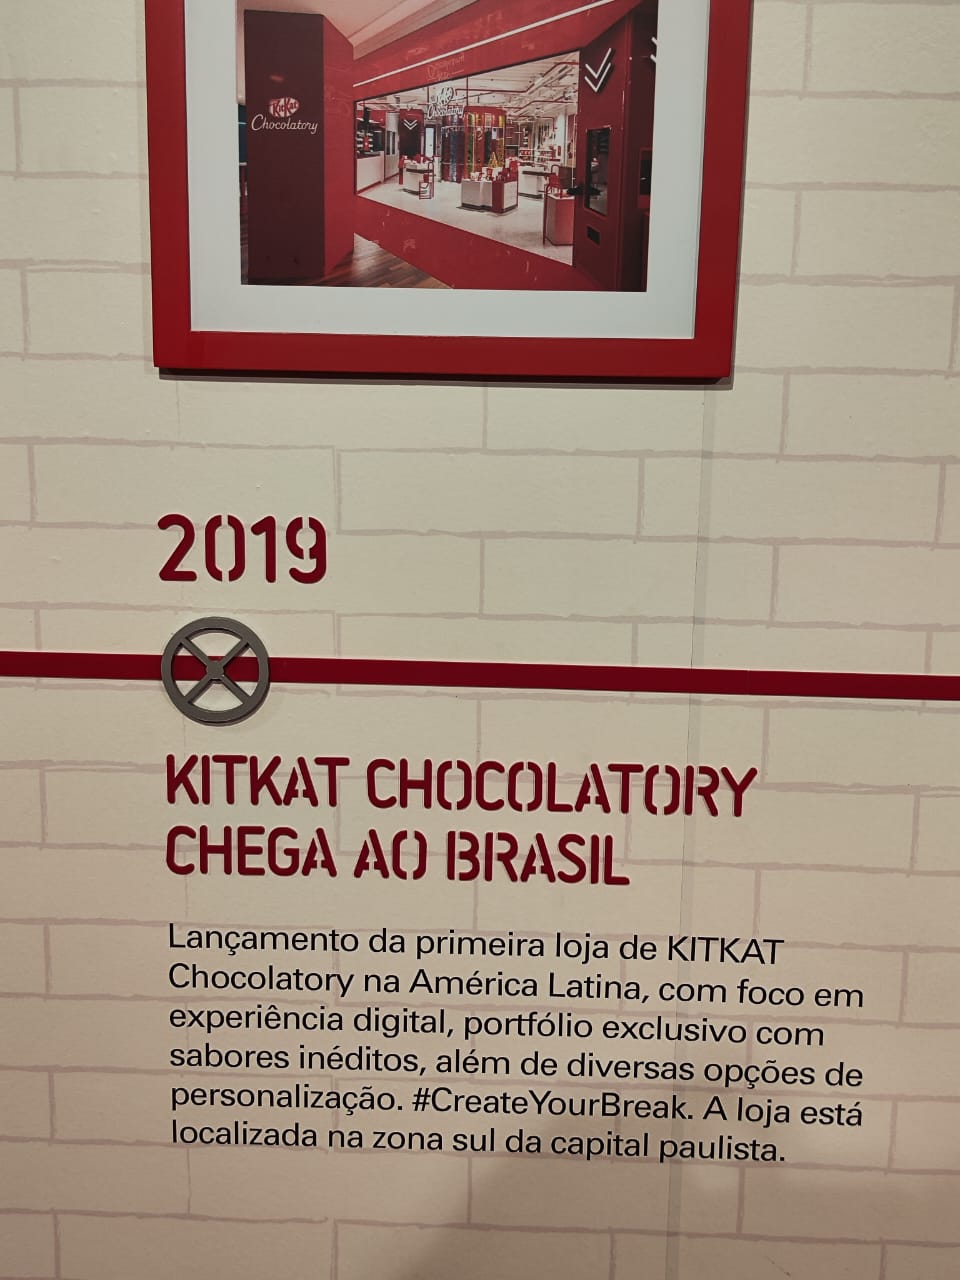 KitKat
Chocolatory
KitKat
Chocolatory
2019
KITKAT CHOCOLATORY
CHEGA AO BRASIL
Lançamento da primeira loja de KITKAT
Chocolatory na América Latina, com foco em
experiência digital, portfólio exclusivo com
sabores inéditos, além de diversas opções de
personalização. #CreateYourBreak. A loja está
localizada na zona sul da capital paulista.